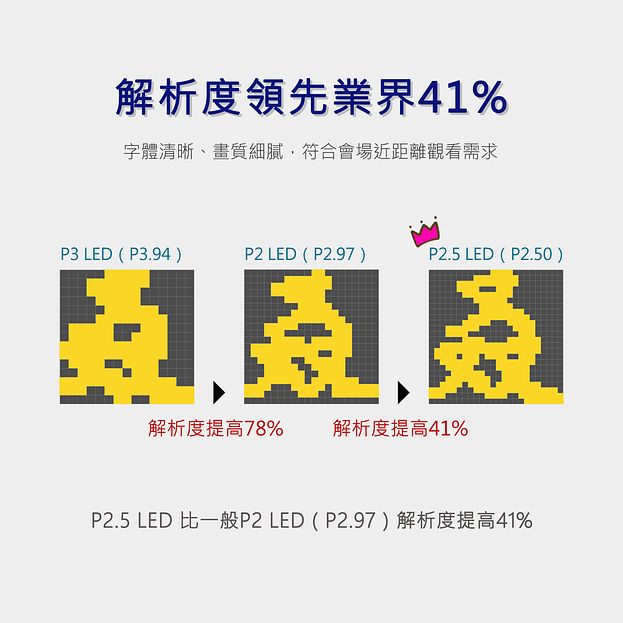 解析度領先業界41%
字體清晰、畫質細膩，符合會場近距離觀看需求
P3 LED ( P3.94 )
P2 LED ( P2.97 )
P2.5 LED ( P2.50 )
解析度提高78%
解析度提高41%
P2.5 LED 比一般P2 LED ( P2.97 ) 解析度提高41%